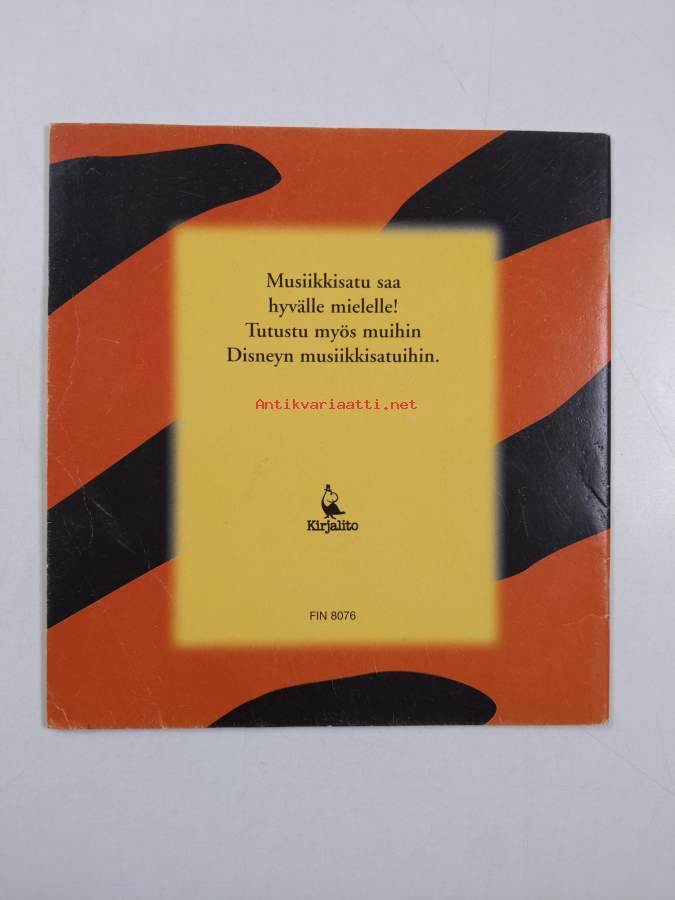 Musiikkisatu saa
hyvälle mielelle!
Tutustu myös muihin
Disneyn musiikkisatuihin.
Antikvariaatti.net
Kirjalito
FIN 8076